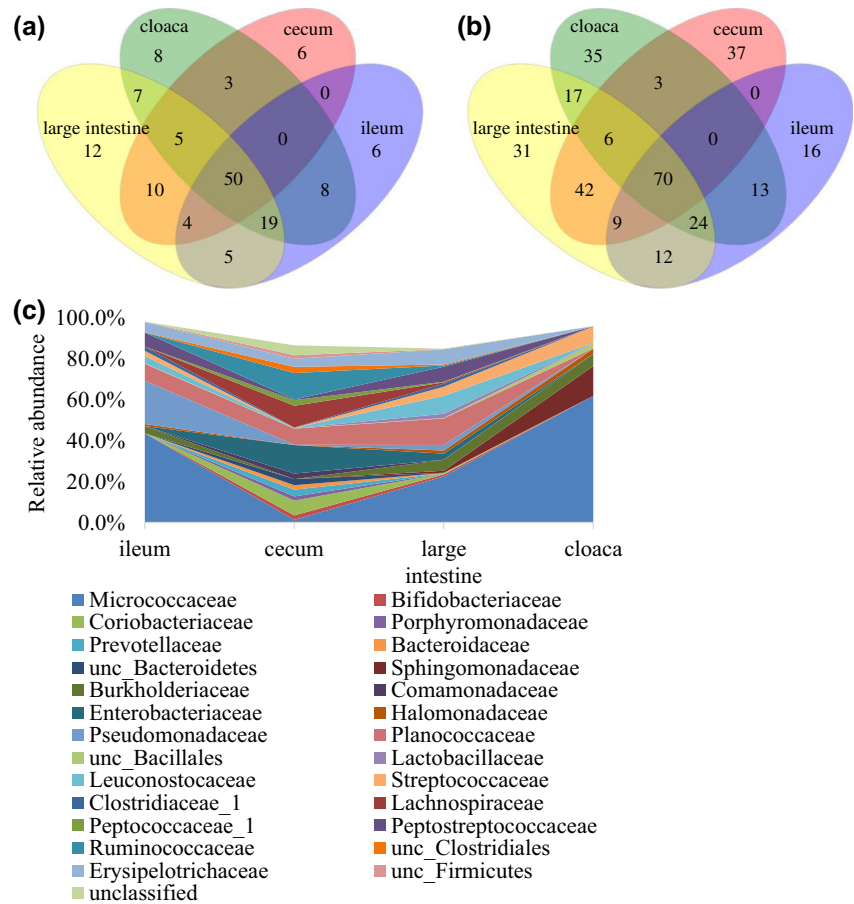 (a)
cloaca
8
cecum
6
3
0
7
large intestine
12
5
0
ileum
6
50
10
8
4
19
5
(b)
cloaca
35
cecum
37
3
0
17
large intestine
31
6
0
ileum
16
70
42
13
9
24
12
(c)
Relative abundance
100.0%
80.0%
60.0%
40.0%
20.0%
0.0%
ileum
cecum
large
intestine
cloaca
Micrococcaceae
Bifidobacteriaceae
Coriobacteriaceae
Porphyromonadaceae
Prevotellaceae
Bacteroidaceae
unc_Bacteroidetes
Sphingomonadaceae
Burkholderiaceae
Comamonadaceae
Enterobacteriaceae
Halomonadaceae
Pseudomonadaceae
Planococcaceae
unc_Bacillales
Lactobacillaceae
Leuconostocaceae
Streptococcaceae
Clostridiaceae_1
Lachnospiraceae
Peptococcaceae_1
Peptostreptococcaceae
Ruminococcaceae
unc_Clostridiales
Erysipelotrichaceae
unc_Firmicutes
unclassified